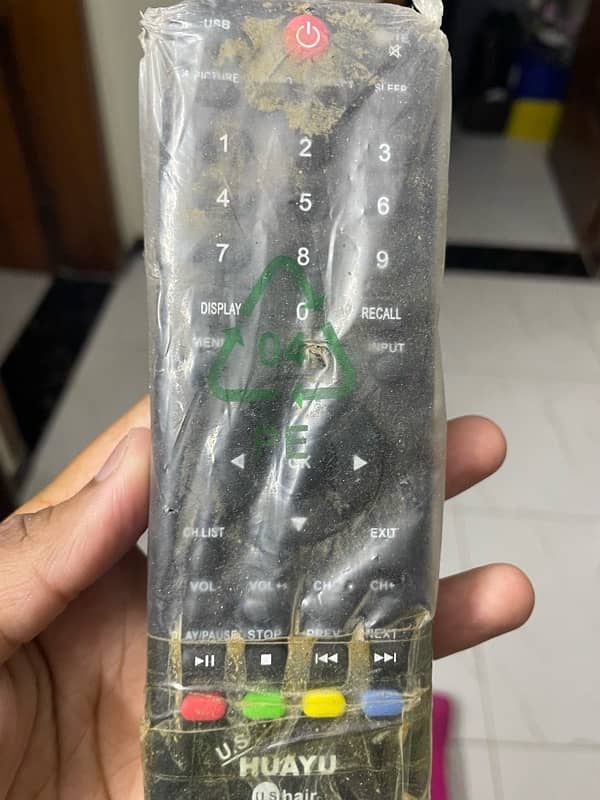 USB
PICTURE SLEEP
1 2 3
4 5 6
7 8 9
DISPLAY 0 RECALL
MENU INPUT
04
PE
OK
CH.LIST EXIT
VOL- VOL+ CH- CH+
PLAY/PAUSE STOP PREV NEXT
U.S
HUAYU
u.s hair